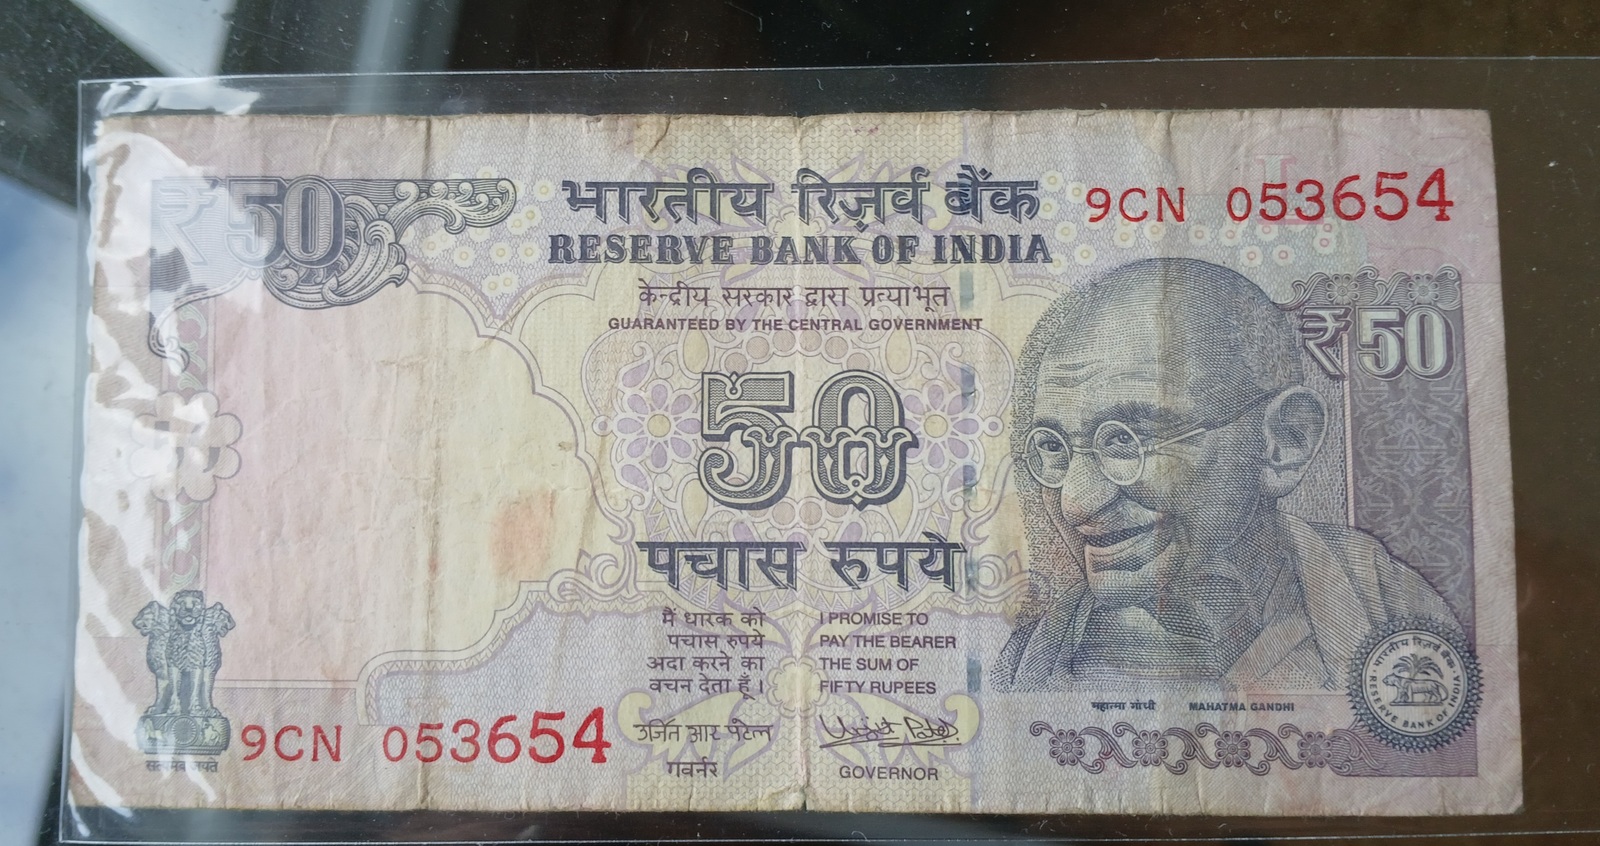 ₹50
भारतीय रिज़र्व बैंक
RESERVE BANK OF INDIA
9CN 053654
केन्द्रीय सरकार द्वारा प्रत्याभूत
GUARANTEED BY THE CENTRAL GOVERNMENT
₹50
50
पचास रुपये
मैं धारक को
पचास रुपये
अदा करने का
वचन देता हूँ।
I PROMISE TO
PAY THE BEARER
THE SUM OF
FIFTY RUPEES
सत्यमेव जयते
9CN 053654
उर्जित आर पटेल
गवर्नर
Urjit Patel
GOVERNOR
महात्मा गांधी MAHATMA GANDHI
भारतीय रिज़र्व बैंक
RESERVE BANK OF INDIA
L